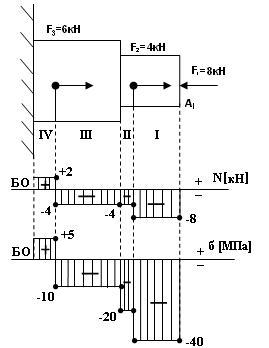 F₃=6кН
F₂=4кН
F₁=8кН
A₁
IV III II I
+2
БО + N[кН]
-4 -4 -8
+5
БО + б [МПа]
-10
-20
-40